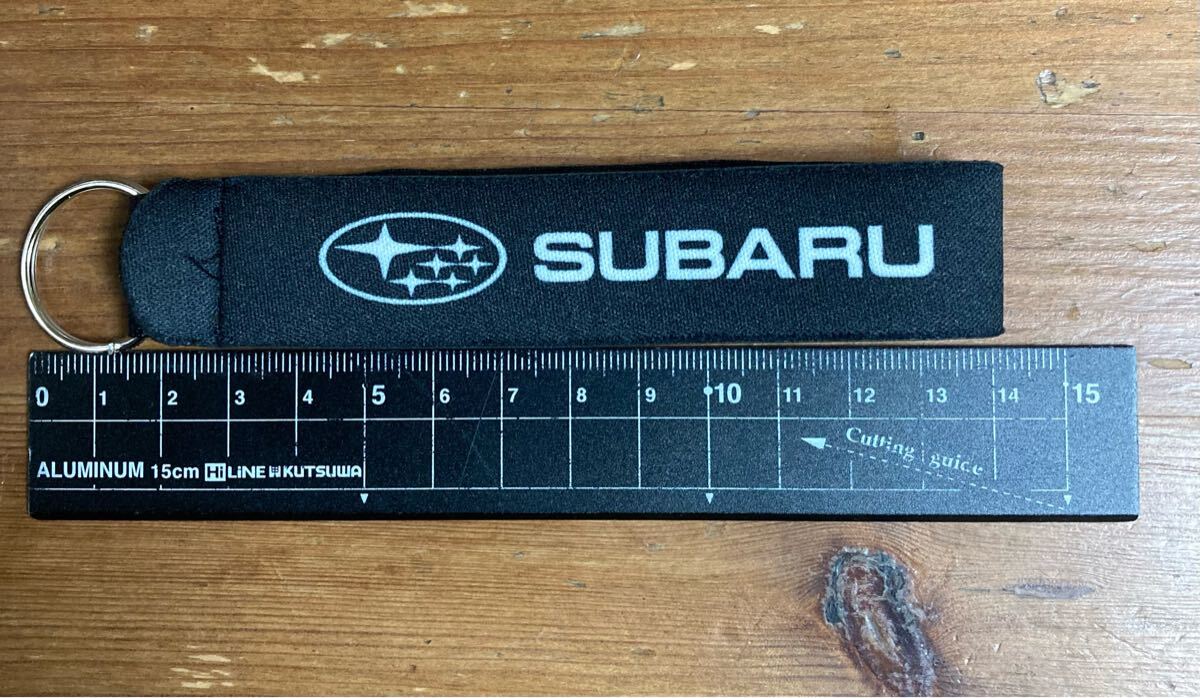 SUBARU
0 1 2 3 4 5 6 7 8 9 10 11 12 13 14 15
Cutting guide
ALUMINUM 15cm Hi LiNE KUTSUWA